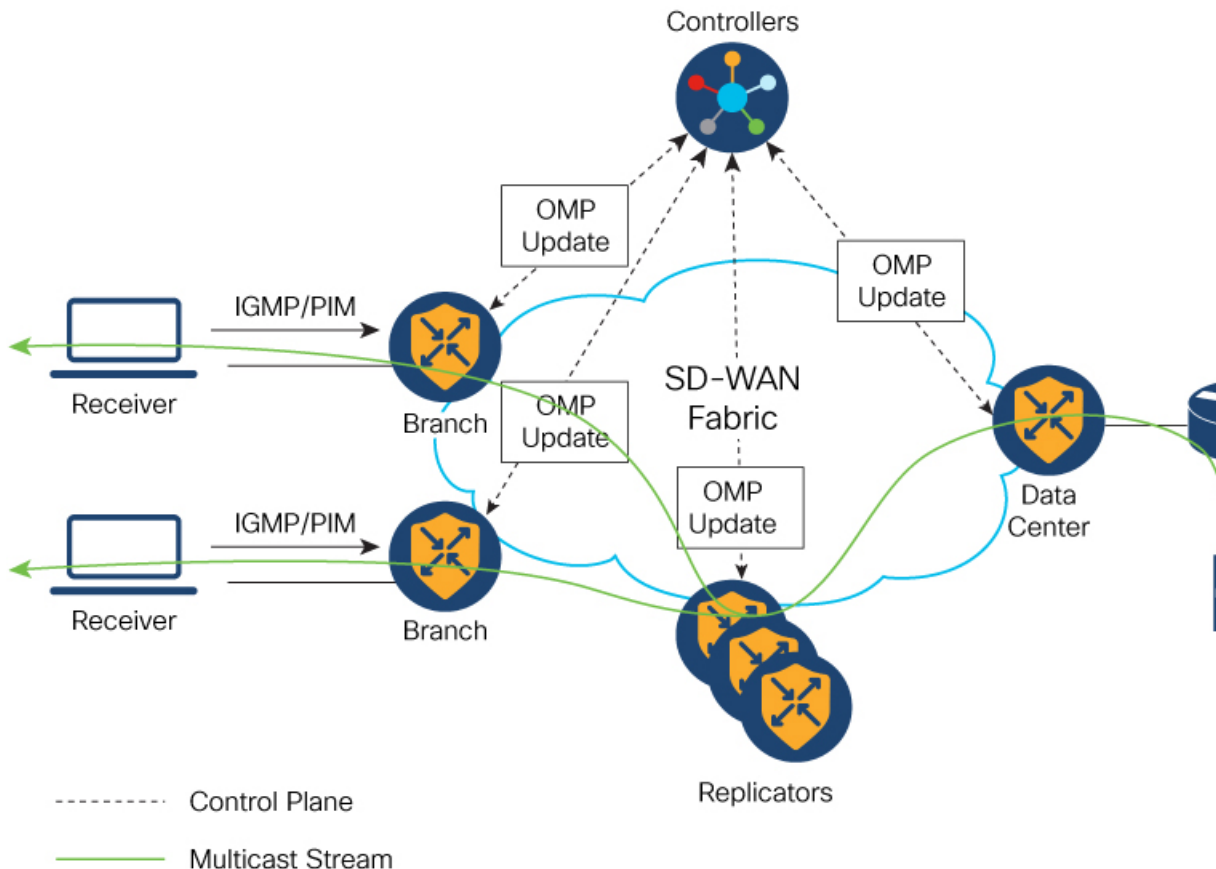 Controllers
OMP
Update
OMP
Update
IGMP/PIM
Receiver
Branch
OMP
Update
SD-WAN
Fabric
IGMP/PIM
OMP
Update
Data
Center
Receiver
Branch
Replicators
Control Plane
Multicast Stream